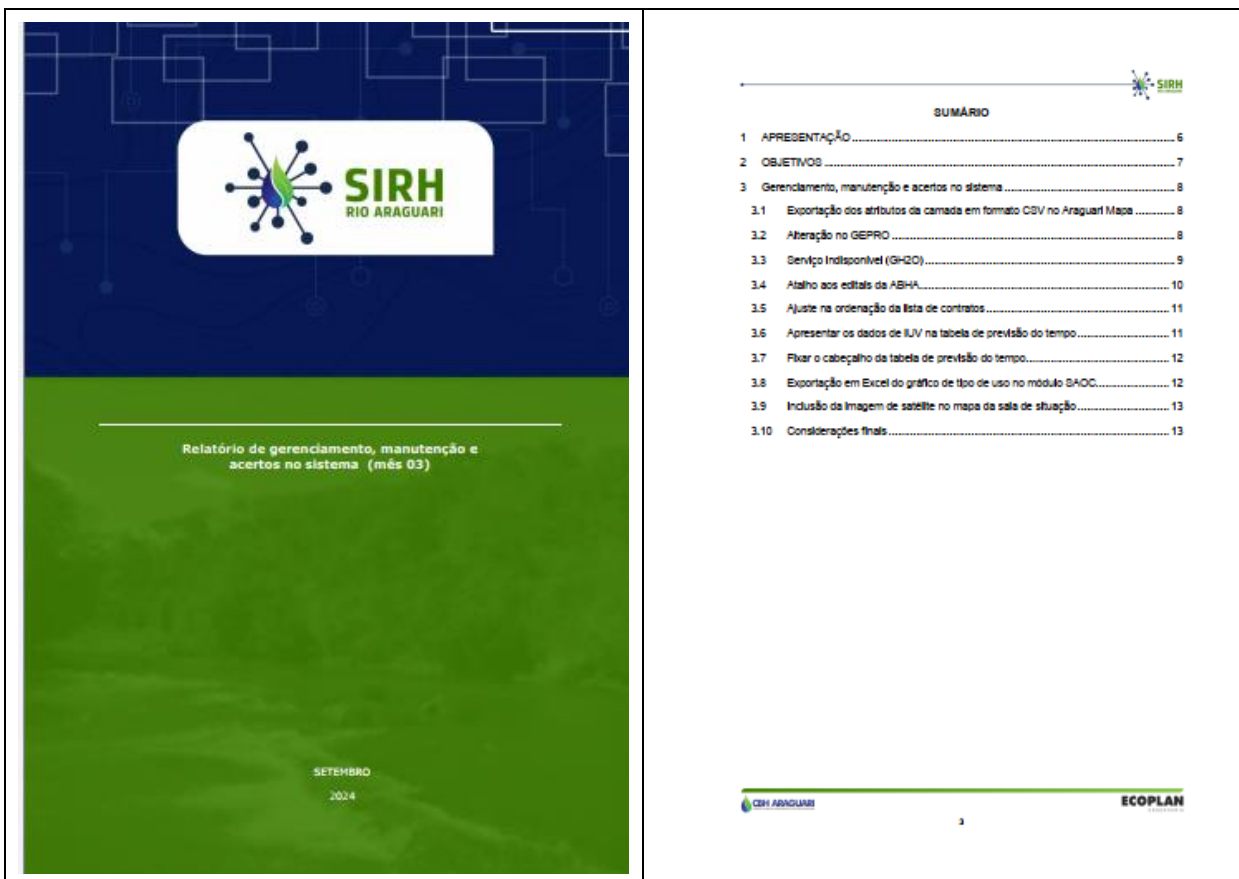 SIRH
RIO ARAGUARI
Relatório de gerenciamento, manutenção e
acertos no sistema (mês 03)
SETEMBRO
2024
SIRH
RIO ARAGUARI
SUMÁRIO
1 APRESENTAÇÃO 6
2 OBJETIVOS 7
3 Gerenciamento, manutenção e acertos no sistema 8
3.1 Exportação dos atributos da camada em formato CSV no Araguari Mapa 8
3.2 Alteração no GEPRO 8
3.3 Serviço Indisponível (GH2O) 9
3.4 Atalho aos editais da ABHA 10
3.5 Ajuste na ordenação da lista de contratos 11
3.6 Apresentar os dados de IUV na tabela de previsão do tempo 11
3.7 Fixar o cabeçalho da tabela de previsão do tempo 12
3.8 Exportação em Excel do gráfico de tipo de uso no módulo SAOC 12
3.9 Inclusão da imagem de satélite no mapa da sala de situação 13
3.10 Considerações finais 13
CBH ARAGUARI
ECOPLAN
3